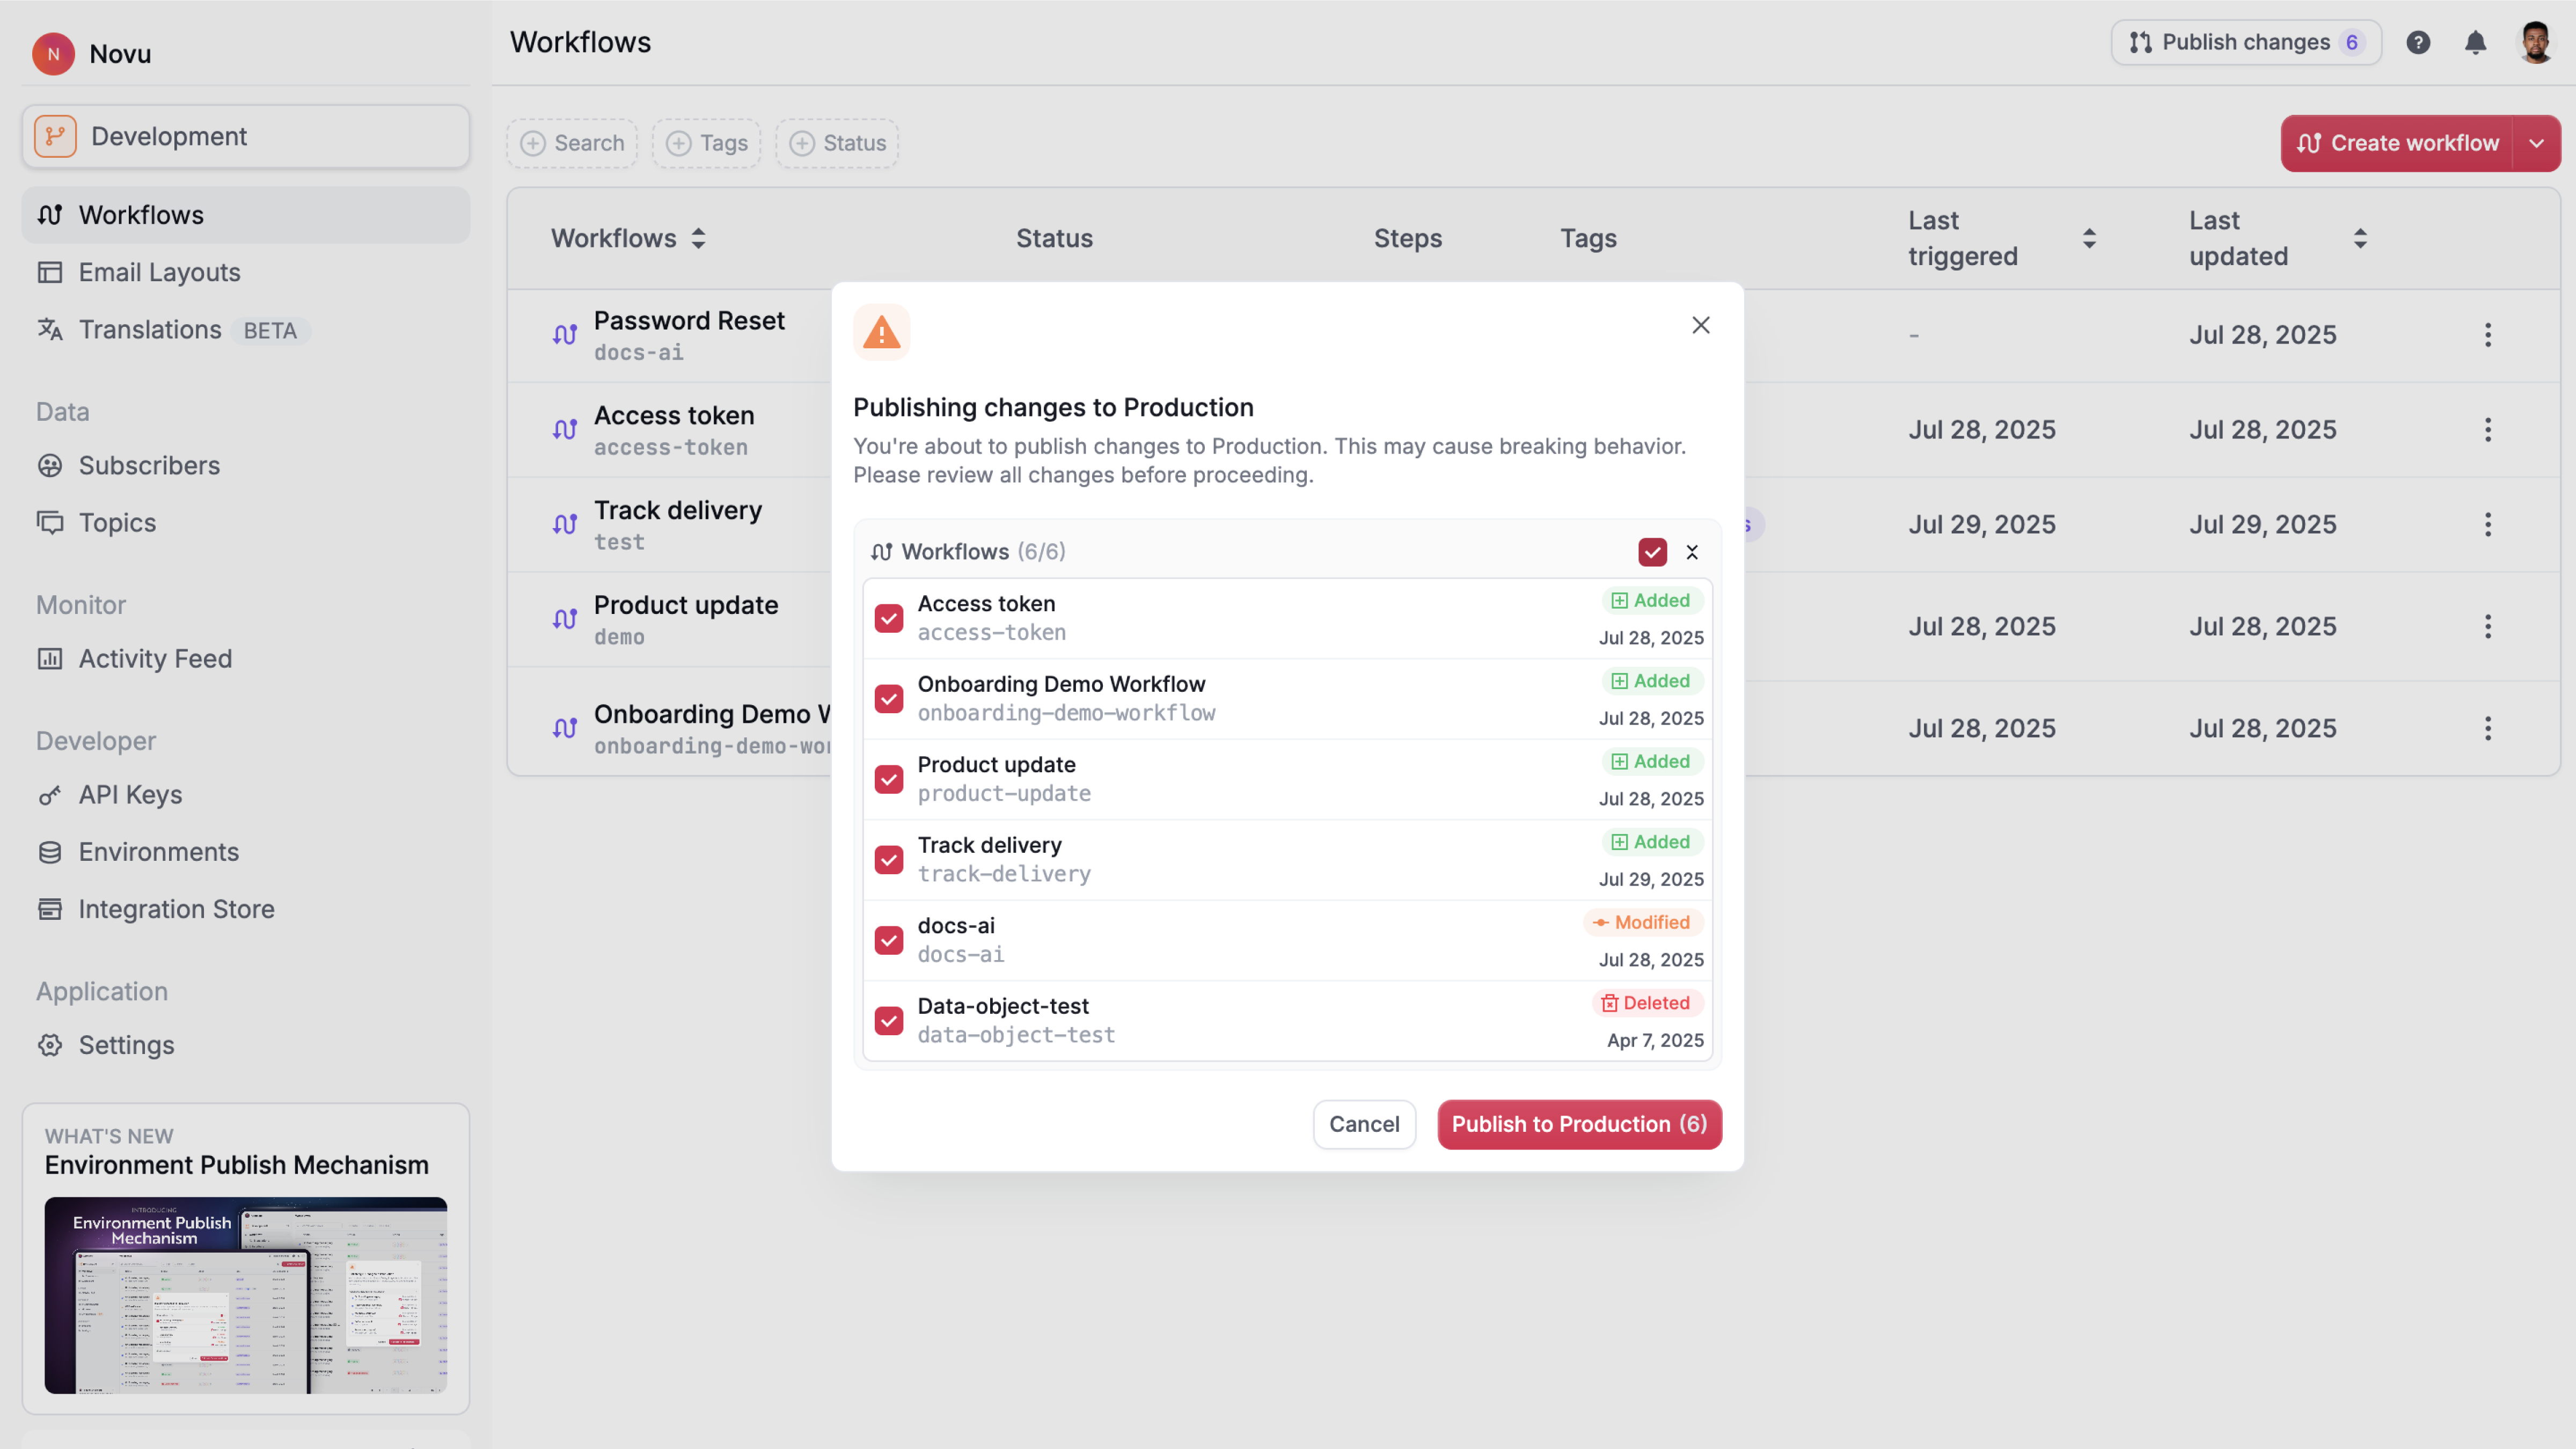 N Novu
Development
Workflows
Email Layouts
Translations BETA
Data
Subscribers
Topics
Monitor
Activity Feed
Developer
API Keys
Environments
Integration Store
Application
Settings
WHAT'S NEW
Environment Publish Mechanism
INTRODUCING
Environment Publish
Mechanism
Workflows
Publish changes 6
Search
Tags
Status
Create workflow
Workflows Status Steps Tags Last triggered Last updated
Password Reset
docs-ai
- Jul 28, 2025
Access token
access-token
Jul 28, 2025 Jul 28, 2025
Track delivery
test
s Jul 29, 2025 Jul 29, 2025
Product update
demo
Jul 28, 2025 Jul 28, 2025
Onboarding Demo W
onboarding-demo-wor
Jul 28, 2025 Jul 28, 2025
Publishing changes to Production
You're about to publish changes to Production. This may cause breaking behavior.
Please review all changes before proceeding.
Workflows (6/6)
Access token Added
access-token Jul 28, 2025
Onboarding Demo Workflow Added
onboarding-demo-workflow Jul 28, 2025
Product update Added
product-update Jul 28, 2025
Track delivery Added
track-delivery Jul 29, 2025
docs-ai Modified
docs-ai Jul 28, 2025
Data-object-test Deleted
data-object-test Apr 7, 2025
Cancel
Publish to Production (6)